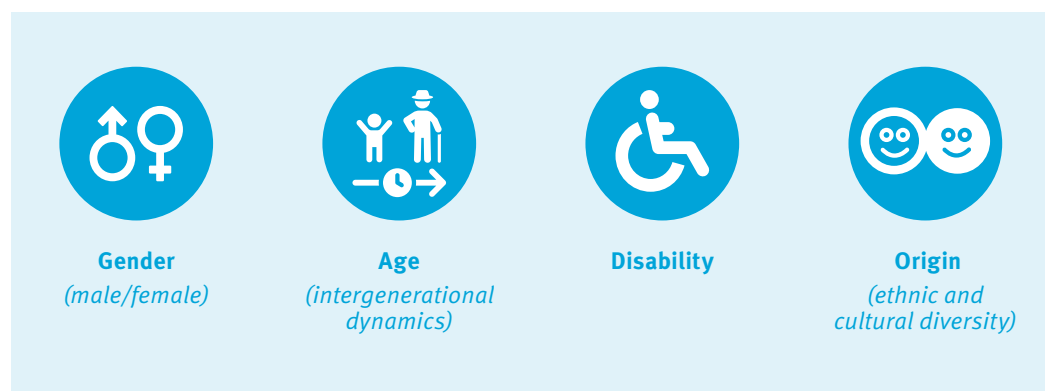 Gender
(male/female)
Age
(intergenerational
dynamics)
Disability
Origin
(ethnic and
cultural diversity)